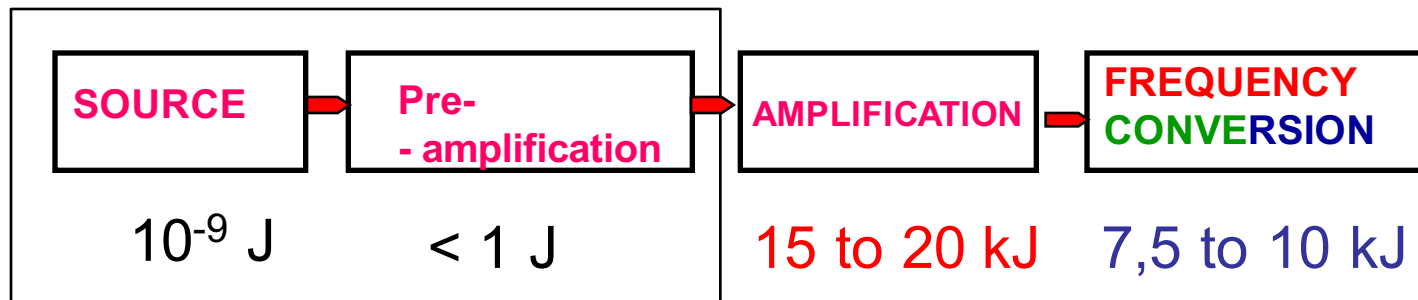 SOURCE
Pre-
- amplification
AMPLIFICATION
FREQUENCY
CONVERSION
10⁻⁹ J
< 1 J
15 to 20 kJ
7,5 to 10 kJ